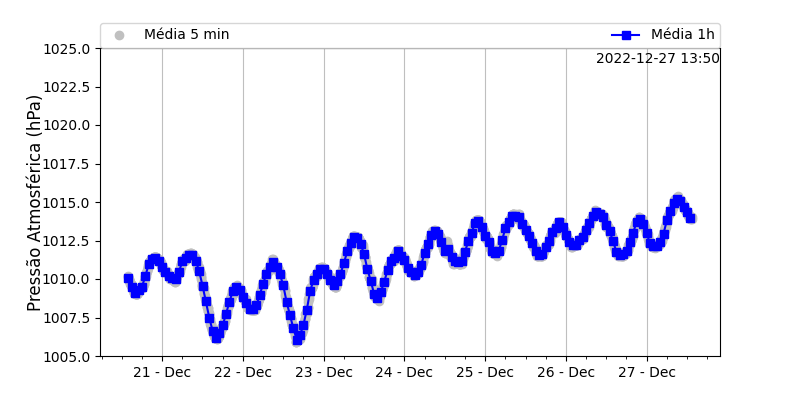 Média 5 min
Média 1h
2022-12-27 13:50
Pressão Atmosférica (hPa)
1025.0
1022.5
1020.0
1017.5
1015.0
1012.5
1010.0
1007.5
1005.0
21 - Dec
22 - Dec
23 - Dec
24 - Dec
25 - Dec
26 - Dec
27 - Dec